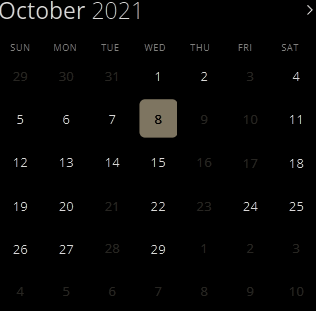 October 2021
SUN MON TUE WED THU FRI SAT
29 30 31 1 2 3 4
5 6 7 8 9 10 11
12 13 14 15 16 17 18
19 20 21 22 23 24 25
26 27 28 29 1 2 3
4 5 6 7 8 9 10